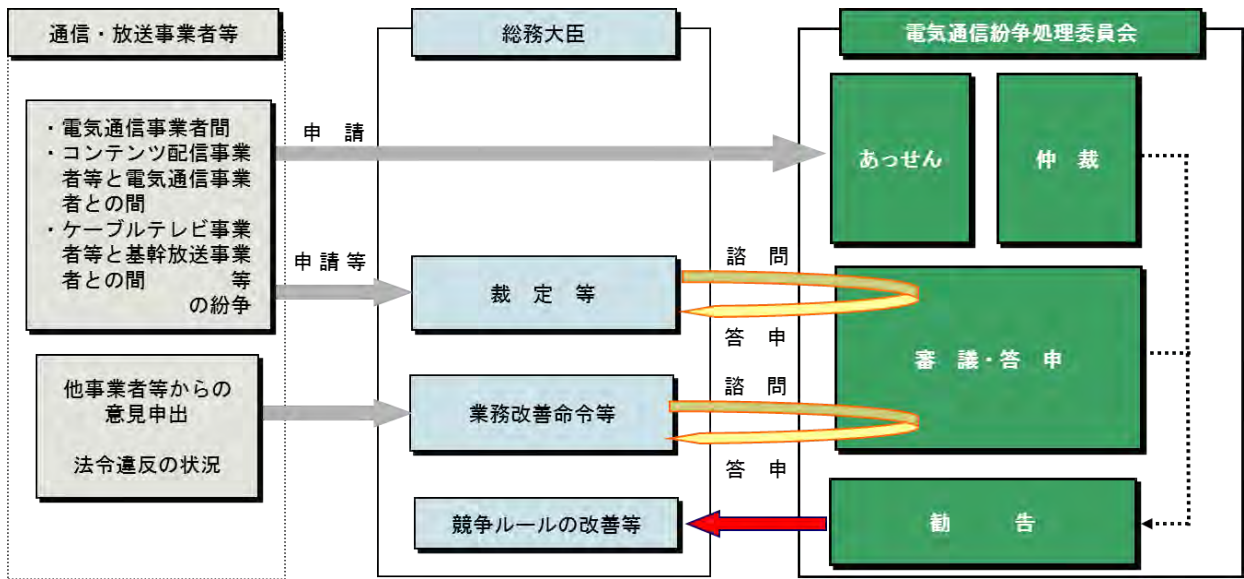 通信・放送事業者等
総務大臣
電気通信紛争処理委員会
・電気通信事業者間
・コンテンツ配信事業
者等と電気通信事業
者との間
・ケーブルテレビ事業
者等と基幹放送事業
者との間　　　等
の紛争
申　請
あっせん
仲　裁
申 請 等
裁　定　等
諮　問
答　申
審　議・答　申
他事業者等からの
意見申出
法令違反の状況
業務改善命令等
諮　問
答　申
競争ルールの改善等
勧　　告